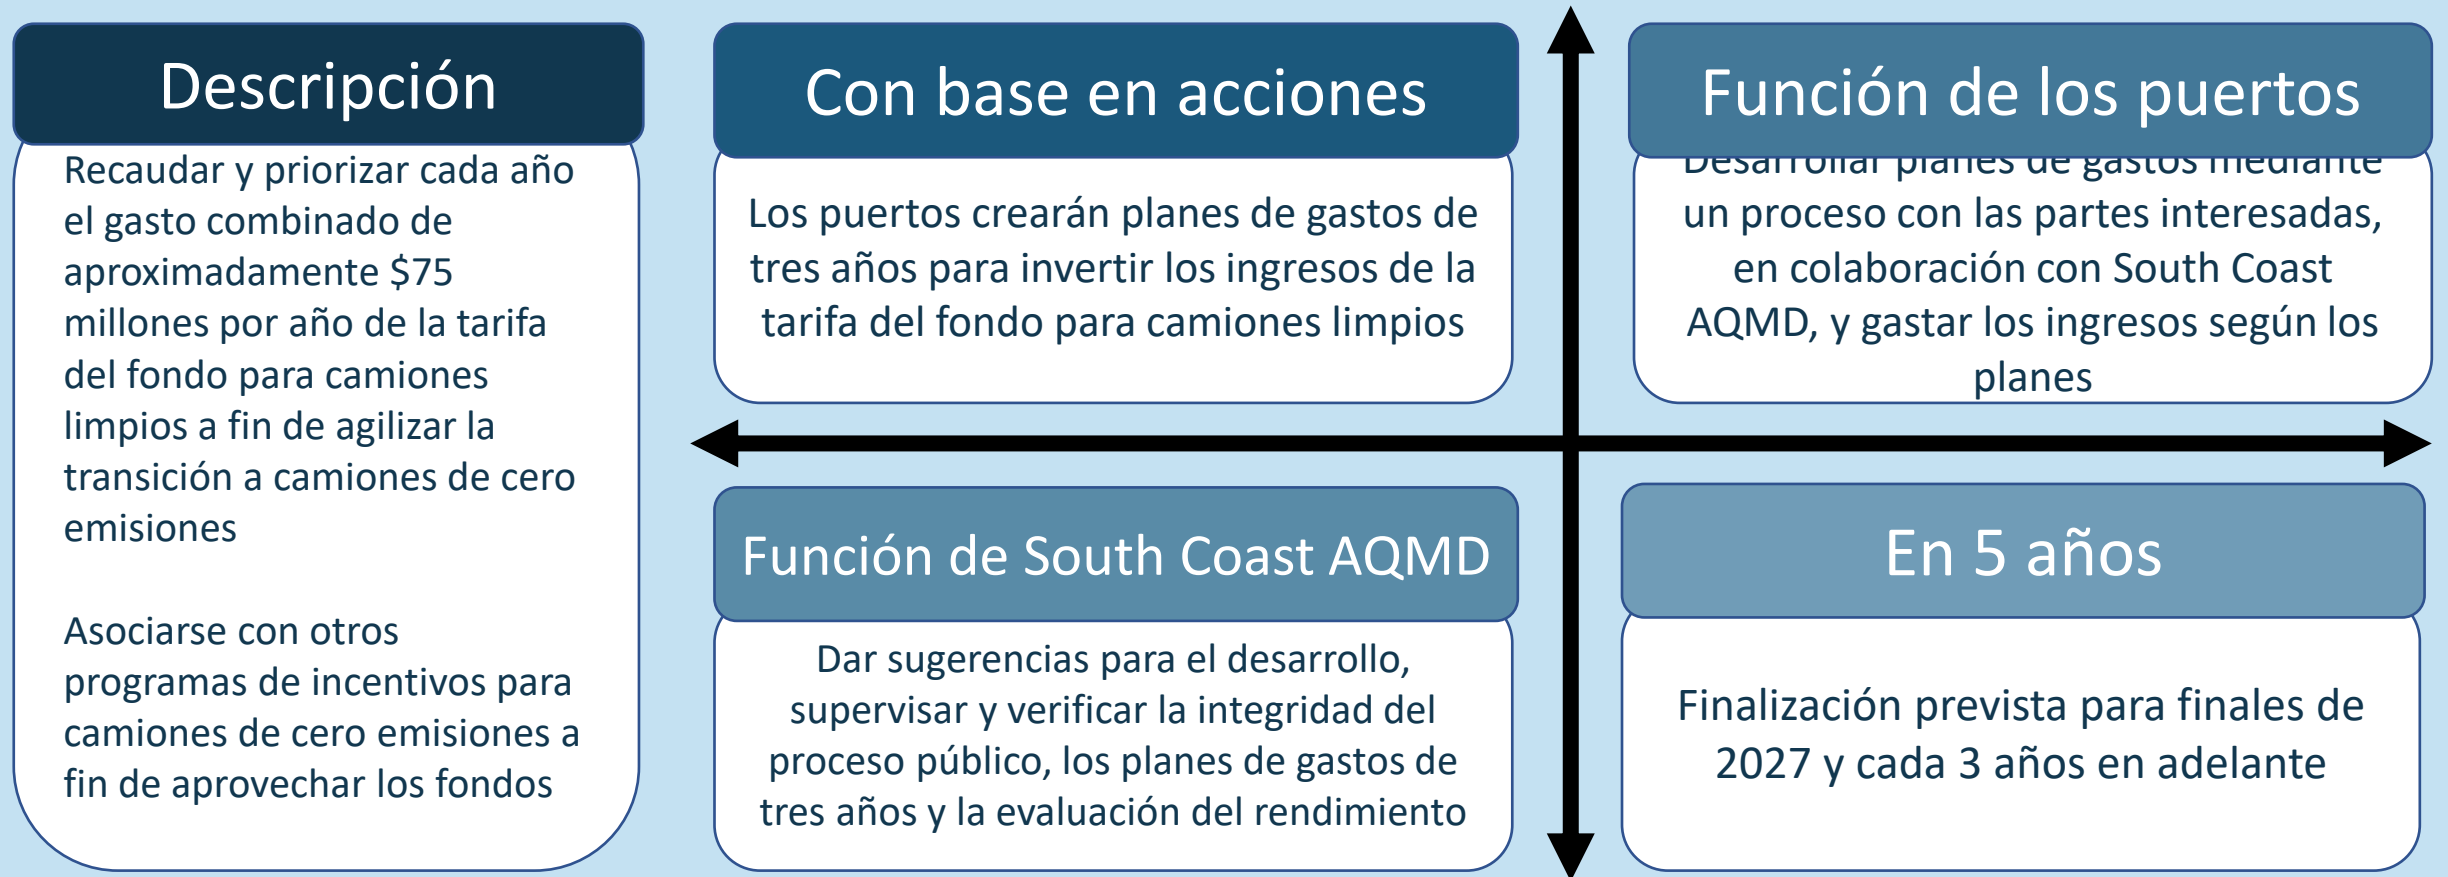 Descripción
Recaudar y priorizar cada año
el gasto combinado de
aproximadamente $75
millones por año de la tarifa
del fondo para camiones
limpios a fin de agilizar la
transición a camiones de cero
emisiones
Asociarse con otros
programas de incentivos para
camiones de cero emisiones a
fin de aprovechar los fondos
Con base en acciones
Los puertos crearán planes de gastos de
tres años para invertir los ingresos de la
tarifa del fondo para camiones limpios
Función de los puertos
Desarrollar planes de gastos mediante
un proceso con las partes interesadas,
en colaboración con South Coast
AQMD, y gastar los ingresos según los
planes
Función de South Coast AQMD
Dar sugerencias para el desarrollo,
supervisar y verificar la integridad del
proceso público, los planes de gastos de
tres años y la evaluación del rendimiento
En 5 años
Finalización prevista para finales de
2027 y cada 3 años en adelante